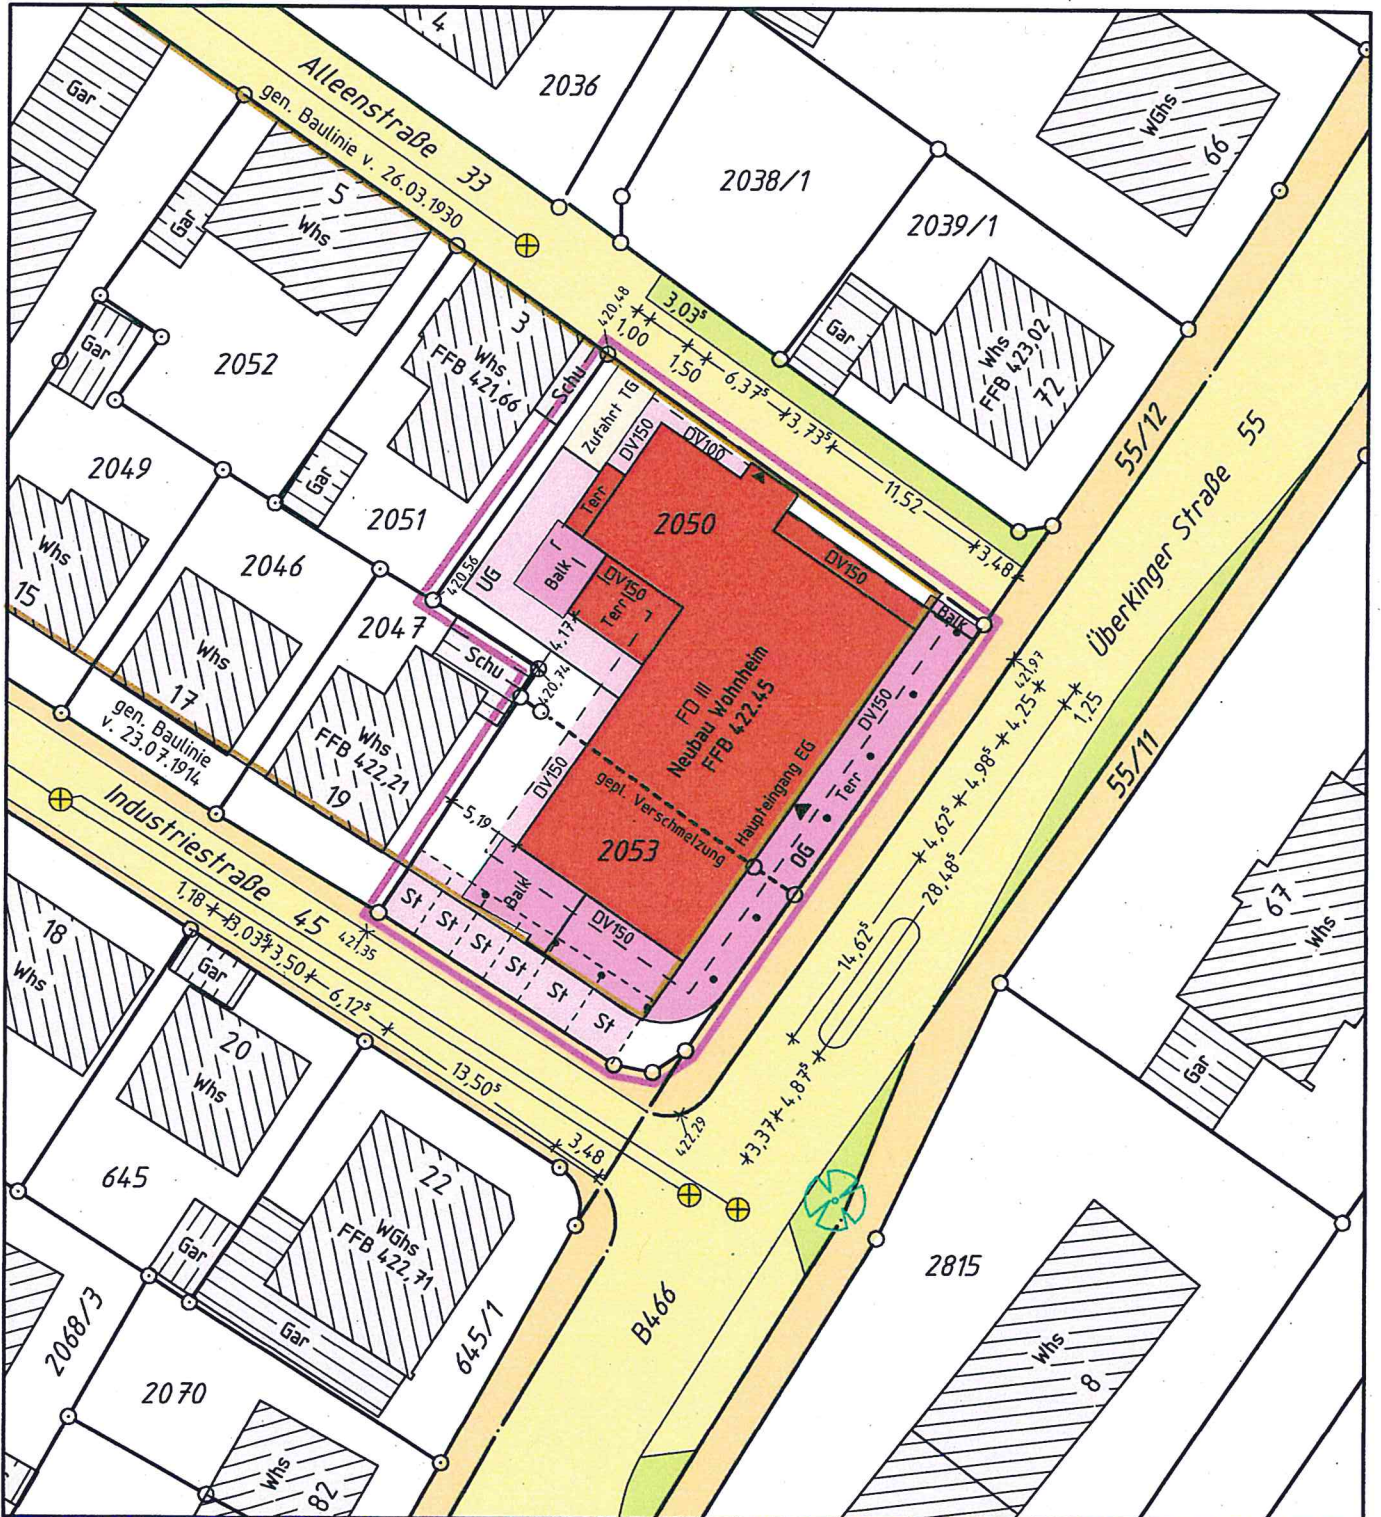 4
2036
Gar
Alleenstraße 33
gen. Baulinie v. 26.03.1930
WGhs
66
2038/1
2039/1
5
Whs
Gar
3
Whs
FFB 421,66
Schu
420,48
3,03⁵
1,00
1,50
6,37⁵
3,73⁵
11,52
3,48
Gar
Whs
FFB 423,02
72
Gar
2052
Zufahrt TG
DV150
DV100
55/12
Überkinger Straße 55
2049
Gar
2051
Terr
2050
DV150
Whs
15
2046
420,56
UG
Balk
DV150
Terr
Balk
2047
4,17
Schu
420,74
Whs
17
gen. Baulinie
v. 23.07.1914
Whs
FFB 422,21
19
FD III
Neubau Wohnheim
FFB 422.45
DV150
421,97
4,25
1,25
4,98⁵
4,62⁵
28,48⁵
14,62⁵
4,87⁵
3,37
55/11
DV150
gepl. Verschmelzung
Haupteingang EG
Terr
OG
5,19
2053
Industriestraße 45
Balk
DV150
St
St
St
St
St
St
421,35
1,18
3,03⁵
3,50
6,12⁵
13,50⁵
3,48
422,29
67
Whs
Gar
18
Whs
Gar
20
Whs
645
22
WGhs
FFB 422,71
Gar
Gar
645/1
2068/3
2070
Whs
82
B466
2815
Whs
8